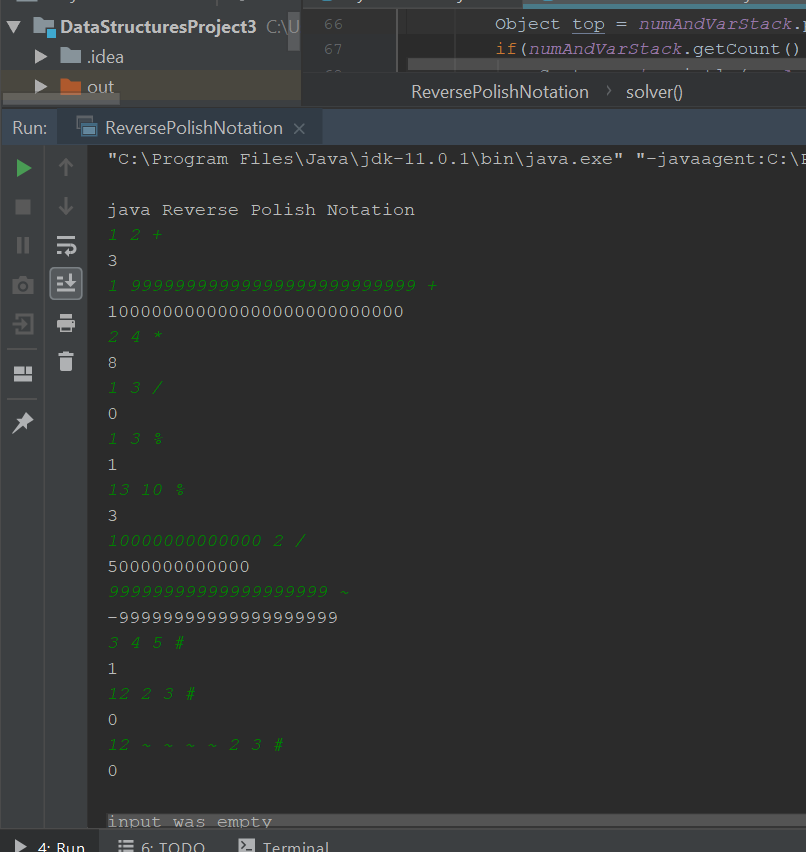 DataStructuresProject3 C:\U
.idea
out
66 Object top = numAndVarStack.
67 if(numAndVarStack.getCount()
ReversePolishNotation > solver()
Run: ReversePolishNotation ×
"C:\Program Files\Java\jdk-11.0.1\bin\java.exe" "-javaagent:C:\
java Reverse Polish Notation
1 2 +
3
1 99999999999999999999999999 +
100000000000000000000000000
2 4 *
8
1 3 /
0
1 3 %
1
13 10 %
3
10000000000000 2 /
5000000000000
99999999999999999999 ~
-99999999999999999999
3 4 5 #
1
12 2 3 #
0
12 ~ ~ ~ ~ 2 3 #
0
input was empty
4: Run 6: TODO Terminal